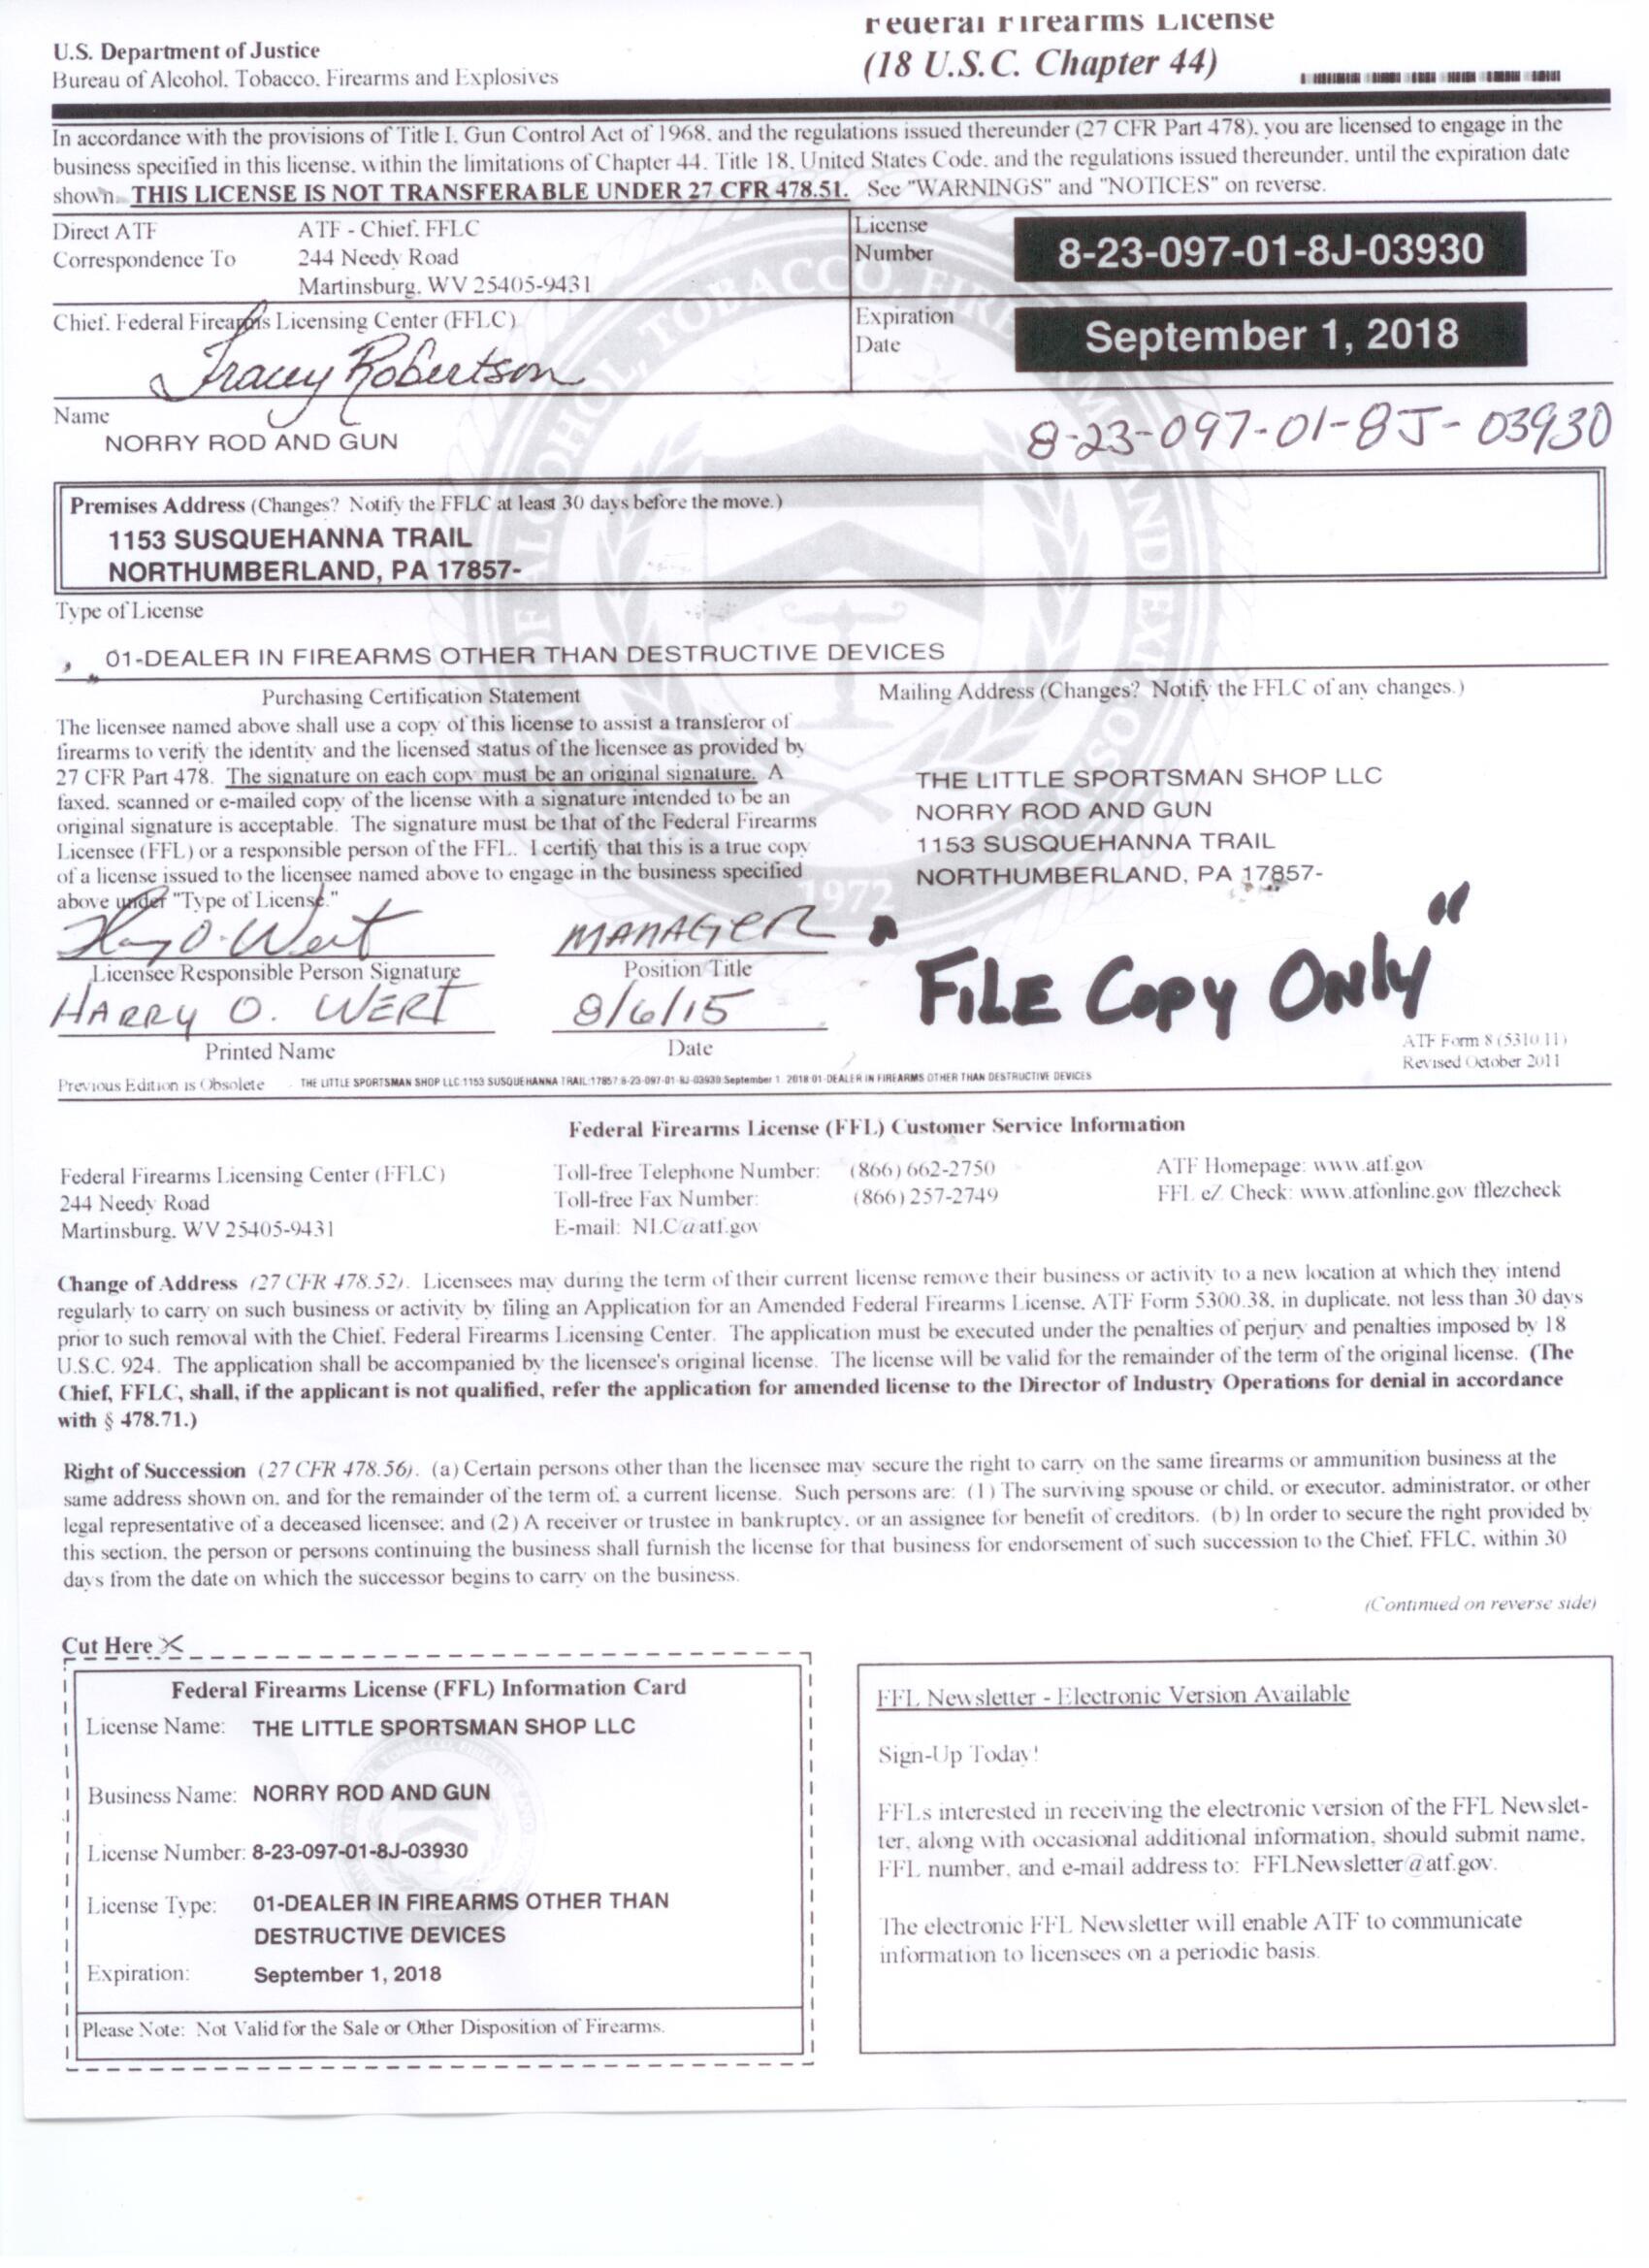 U.S. Department of Justice
Bureau of Alcohol, Tobacco, Firearms and Explosives
Federal Firearms License
(18 U.S.C. Chapter 44)
In accordance with the provisions of Title I, Gun Control Act of 1968, and the regulations issued thereunder (27 CFR Part 478), you are licensed to engage in the
business specified in this license, within the limitations of Chapter 44, Title 18, United States Code, and the regulations issued thereunder, until the expiration date
shown. THIS LICENSE IS NOT TRANSFERABLE UNDER 27 CFR 478.51. See "WARNINGS" and "NOTICES" on reverse.
Direct ATF
Correspondence To
ATF - Chief, FFLC
244 Needy Road
Martinsburg, WV 25405-9431
License
Number
8-23-097-01-8J-03930
Chief, Federal Firearms Licensing Center (FFLC)
Tracey Robertson
Expiration
Date
September 1, 2018
Name
NORRY ROD AND GUN
8-23-097-01-8J-03930
Premises Address (Changes? Notify the FFLC at least 30 days before the move.)
1153 SUSQUEHANNA TRAIL
NORTHUMBERLAND, PA 17857-
Type of License
01-DEALER IN FIREARMS OTHER THAN DESTRUCTIVE DEVICES
Purchasing Certification Statement
The licensee named above shall use a copy of this license to assist a transferor of
firearms to verify the identity and the licensed status of the licensee as provided by
27 CFR Part 478. The signature on each copy must be an original signature. A
faxed, scanned or e-mailed copy of the license with a signature intended to be an
original signature is acceptable. The signature must be that of the Federal Firearms
Licensee (FFL) or a responsible person of the FFL. I certify that this is a true copy
of a license issued to the licensee named above to engage in the business specified
above under "Type of License."
Mailing Address (Changes? Notify the FFLC of any changes.)
THE LITTLE SPORTSMAN SHOP LLC
NORRY ROD AND GUN
1153 SUSQUEHANNA TRAIL
NORTHUMBERLAND, PA 17857-
1972
Harry O. Wert
MANAGER
Licensee Responsible Person Signature
Position Title
HARRY O. WERT
8/6/15
Printed Name
Date
"FILE COPY ONLY"
ATF Form 8 (5310.11)
Revised October 2011
Previous Edition is Obsolete
THE LITTLE SPORTSMAN SHOP LLC:1153 SUSQUEHANNA TRAIL:17857:8-23-097-01-8J-03930:September 1, 2018:01-DEALER IN FIREARMS OTHER THAN DESTRUCTIVE DEVICES
Federal Firearms License (FFL) Customer Service Information
Federal Firearms Licensing Center (FFLC)
244 Needy Road
Martinsburg, WV 25405-9431
Toll-free Telephone Number: (866) 662-2750
Toll-free Fax Number: (866) 257-2749
E-mail: NLC@atf.gov
ATF Homepage: www.atf.gov
FFL eZ Check: www.atfonline.gov fflezcheck
Change of Address (27 CFR 478.52). Licensees may during the term of their current license remove their business or activity to a new location at which they intend
regularly to carry on such business or activity by filing an Application for an Amended Federal Firearms License, ATF Form 5300.38, in duplicate, not less than 30 days
prior to such removal with the Chief, Federal Firearms Licensing Center. The application must be executed under the penalties of perjury and penalties imposed by 18
U.S.C. 924. The application shall be accompanied by the licensee's original license. The license will be valid for the remainder of the term of the original license. (The
Chief, FFLC, shall, if the applicant is not qualified, refer the application for amended license to the Director of Industry Operations for denial in accordance
with § 478.71.)
Right of Succession (27 CFR 478.56). (a) Certain persons other than the licensee may secure the right to carry on the same firearms or ammunition business at the
same address shown on, and for the remainder of the term of, a current license. Such persons are: (1) The surviving spouse or child, or executor, administrator, or other
legal representative of a deceased licensee; and (2) A receiver or trustee in bankruptcy, or an assignee for benefit of creditors. (b) In order to secure the right provided by
this section, the person or persons continuing the business shall furnish the license for that business for endorsement of such succession to the Chief, FFLC, within 30
days from the date on which the successor begins to carry on the business.
(Continued on reverse side)
Cut Here
Federal Firearms License (FFL) Information Card
License Name: THE LITTLE SPORTSMAN SHOP LLC
Business Name: NORRY ROD AND GUN
License Number: 8-23-097-01-8J-03930
License Type: 01-DEALER IN FIREARMS OTHER THAN
DESTRUCTIVE DEVICES
Expiration: September 1, 2018
Please Note: Not Valid for the Sale or Other Disposition of Firearms.
FFL Newsletter - Electronic Version Available
Sign-Up Today!
FFLs interested in receiving the electronic version of the FFL Newslet-
ter, along with occasional additional information, should submit name,
FFL number, and e-mail address to: FFLNewsletter@atf.gov.
The electronic FFL Newsletter will enable ATF to communicate
information to licensees on a periodic basis.